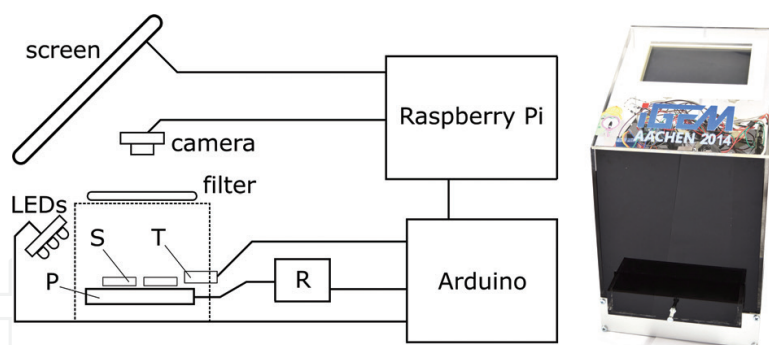 screen
Raspberry Pi
camera
filter
LEDs
S
T
P
R
Arduino
iGEM
AACHEN 2014